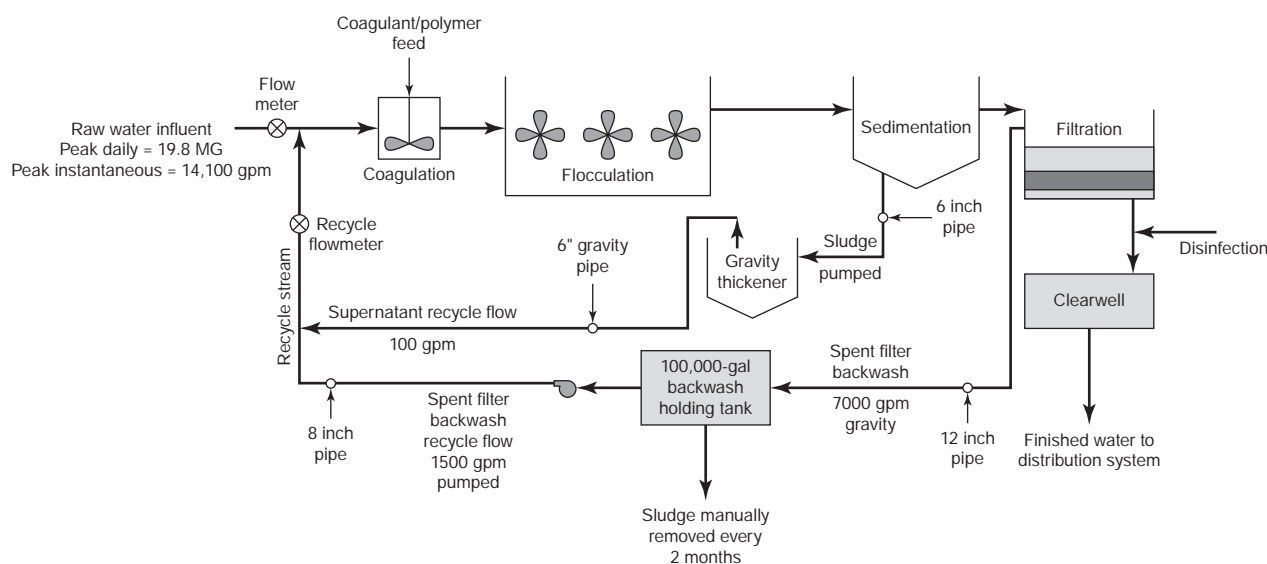 Coagulant/polymer
feed
Flow
meter
Raw water influent
Peak daily = 19.8 MG
Peak instantaneous = 14,100 gpm
Coagulation
Flocculation
Sedimentation
Filtration
Recycle
flowmeter
6 inch
pipe
Sludge
pumped
Disinfection
6" gravity
pipe
Gravity
thickener
Clearwell
Recycle stream
Supernatant recycle flow
100 gpm
100,000-gal
backwash
holding tank
Spent filter
backwash
7000 gpm
gravity
8 inch
pipe
Spent filter
backwash
recycle flow
1500 gpm
pumped
12 inch
pipe
Finished water to
distribution system
Sludge manually
removed every
2 months